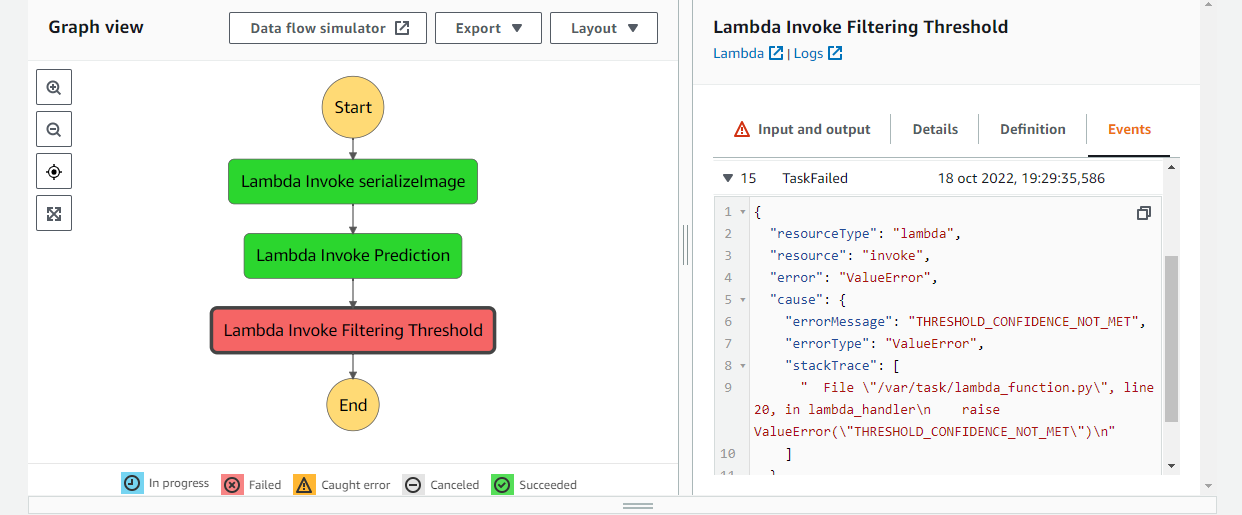 Graph view
Data flow simulator
Export
Layout
Start
Lambda Invoke serializeImage
Lambda Invoke Prediction
Lambda Invoke Filtering Threshold
End
In progress
Failed
Caught error
Canceled
Succeeded
Lambda Invoke Filtering Threshold
Lambda | Logs
Input and output
Details
Definition
Events
15 TaskFailed 18 oct 2022, 19:29:35,586
1 {
2 "resourceType": "lambda",
3 "resource": "invoke",
4 "error": "ValueError",
5 "cause": {
6 "errorMessage": "THRESHOLD_CONFIDENCE_NOT_MET",
7 "errorType": "ValueError",
8 "stackTrace": [
9 "  File \"/var/task/lambda_function.py\", line
20, in lambda_handler\n    raise
ValueError(\"THRESHOLD_CONFIDENCE_NOT_MET\")\n"
10 ]
11 }